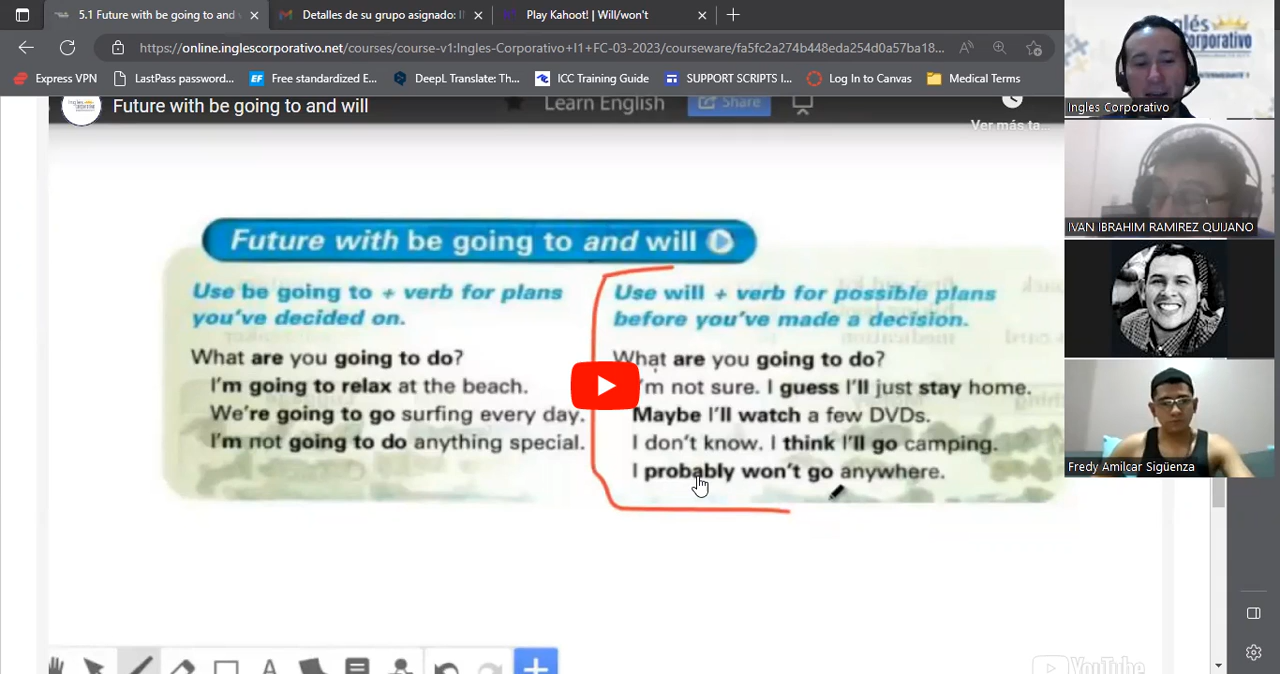 5.1 Future with be going to and
Detalles de su grupo asignado: I
Play Kahoot! | Will/won't
https://online.inglescorporativo.net/courses/course-v1:Ingles-Corporativo+I1+FC-03-2023/courseware/fa5fc2a274b448eda254d0a57ba18...
Express VPN
LastPass password...
Free standardized E...
DeepL Translate: Th...
ICC Training Guide
SUPPORT SCRIPTS I...
Log In to Canvas
Medical Terms
Future with be going to and will
Learn English
Share
Ver más ta...
Future with be going to and will
Use be going to + verb for plans
you've decided on.
What are you going to do?
I'm going to relax at the beach.
We're going to go surfing every day.
I'm not going to do anything special.
Use will + verb for possible plans
before you've made a decision.
What are you going to do?
I'm not sure. I guess I'll just stay home.
Maybe I'll watch a few DVDs.
I don't know. I think I'll go camping.
I probably won't go anywhere.
YouTube
Inglés
Corporativo
Ingles Corporativo
IVAN IBRAHIM RAMIREZ QUIJANO
Fredy Amilcar Sigüenza